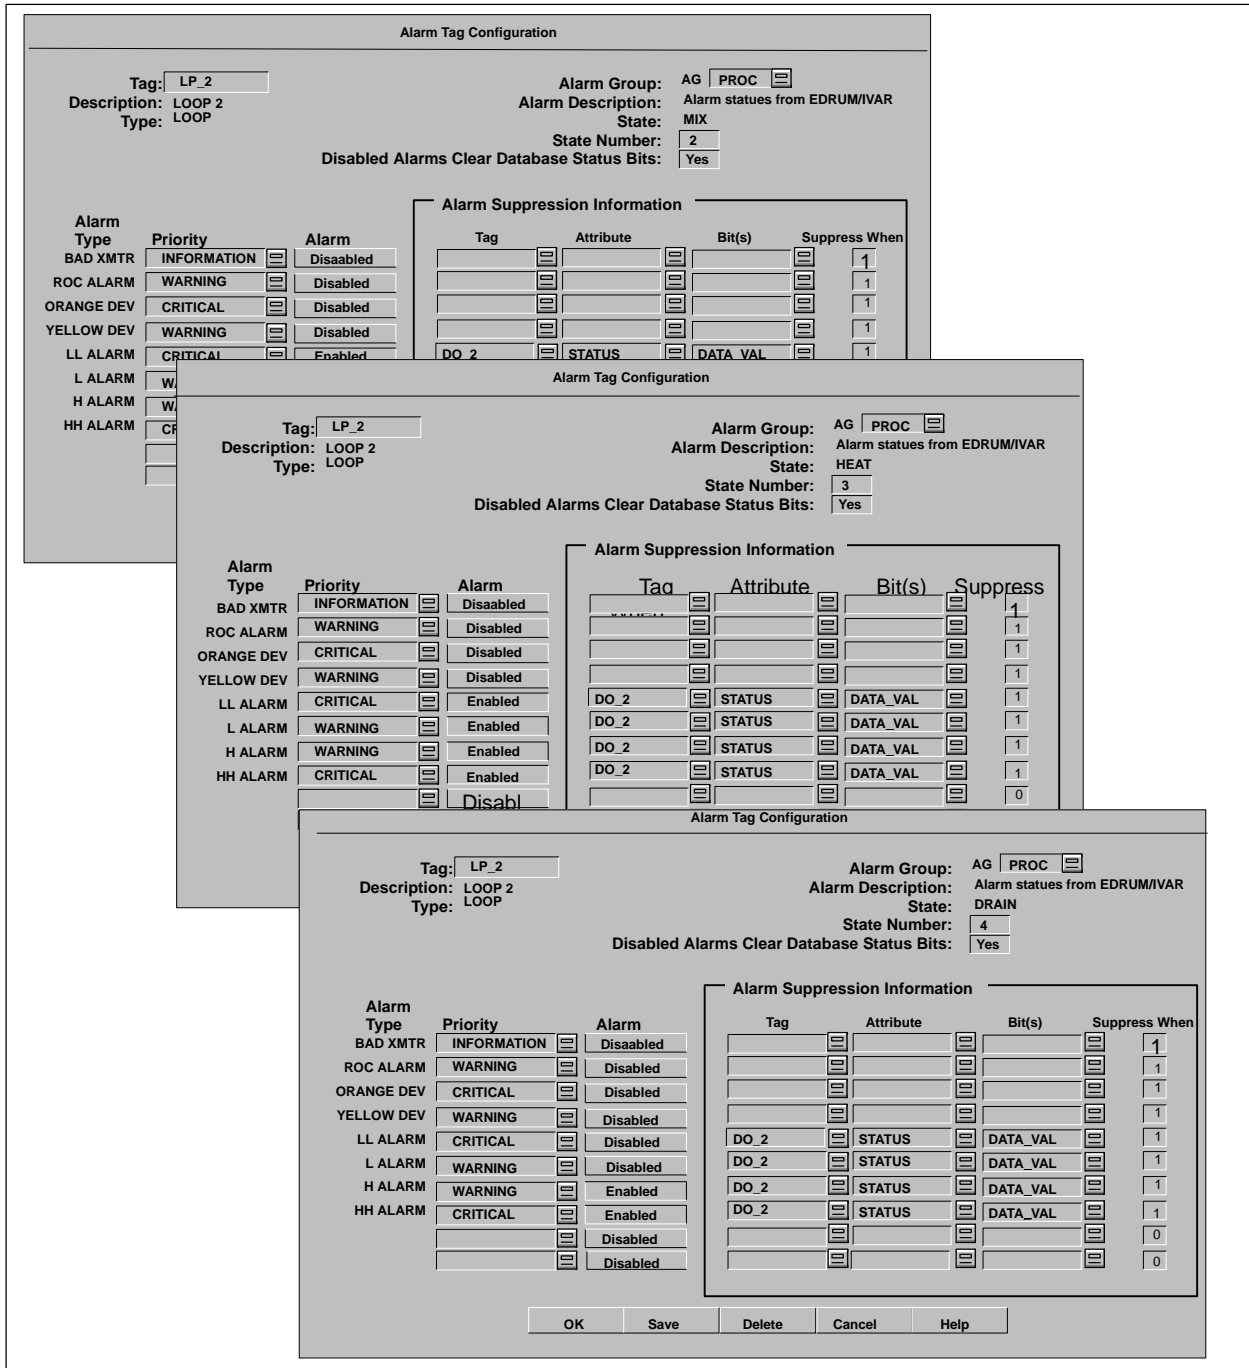 Alarm Tag Configuration
Tag: LP_2
Alarm Group: AG PROC
Description: LOOP 2
Alarm Description: Alarm statues from EDRUM/IVAR
Type: LOOP
State: MIX
State Number: 2
Disabled Alarms Clear Database Status Bits: Yes
Alarm Suppression Information
Alarm
Type Priority Alarm Tag Attribute Bit(s) Suppress When
BAD XMTR INFORMATION Disaabled 1
ROC ALARM WARNING Disabled 1
ORANGE DEV CRITICAL Disabled 1
YELLOW DEV WARNING Disabled 1
LL ALARM CRITICAL Enabled DO_2 STATUS DATA_VAL 1
L ALARM
H ALARM
HH ALARM
Alarm Tag Configuration
Tag: LP_2
Alarm Group: AG PROC
Description: LOOP 2
Alarm Description: Alarm statues from EDRUM/IVAR
Type: LOOP
State: HEAT
State Number: 3
Disabled Alarms Clear Database Status Bits: Yes
Alarm Suppression Information
Alarm
Type Priority Alarm Tag Attribute Bit(s) Suppress
When
BAD XMTR INFORMATION Disaabled 1
ROC ALARM WARNING Disabled 1
ORANGE DEV CRITICAL Disabled 1
YELLOW DEV WARNING Disabled 1
LL ALARM CRITICAL Enabled DO_2 STATUS DATA_VAL 1
L ALARM WARNING Enabled DO_2 STATUS DATA_VAL 1
H ALARM WARNING Enabled DO_2 STATUS DATA_VAL 1
HH ALARM CRITICAL Enabled DO_2 STATUS DATA_VAL 1
Disabl 0
Alarm Tag Configuration
Tag: LP_2
Alarm Group: AG PROC
Description: LOOP 2
Alarm Description: Alarm statues from EDRUM/IVAR
Type: LOOP
State: DRAIN
State Number: 4
Disabled Alarms Clear Database Status Bits: Yes
Alarm Suppression Information
Alarm
Type Priority Alarm Tag Attribute Bit(s) Suppress When
BAD XMTR INFORMATION Disaabled 1
ROC ALARM WARNING Disabled 1
ORANGE DEV CRITICAL Disabled 1
YELLOW DEV WARNING Disabled 1
LL ALARM CRITICAL Disabled DO_2 STATUS DATA_VAL 1
L ALARM WARNING Disabled DO_2 STATUS DATA_VAL 1
H ALARM WARNING Enabled DO_2 STATUS DATA_VAL 1
HH ALARM CRITICAL Enabled DO_2 STATUS DATA_VAL 1
Disabled 0
Disabled 0
OK Save Delete Cancel Help